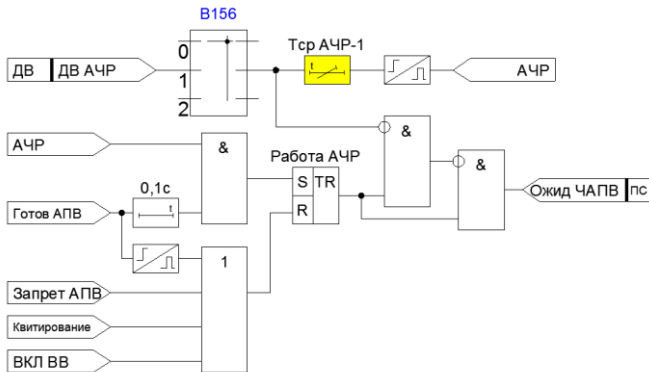 B156
0
1
2
ДВ ДВ АЧР
Тср АЧР-1
t
АЧР
АЧР
&
&
&
Работа АЧР
S TR
R
0,1с
t
Готов АПВ
Ожид ЧАПВ ПС
1
Запрет АПВ
Квитирование
ВКЛ ВВ